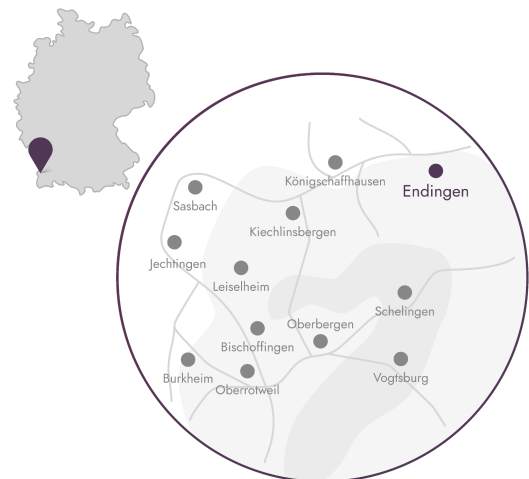 Königschaffhausen
Endingen
Sasbach
Kiechlinsbergen
Jechtingen
Leiselheim
Schelingen
Oberbergen
Bischoffingen
Burkheim
Vogtsburg
Oberrotweil